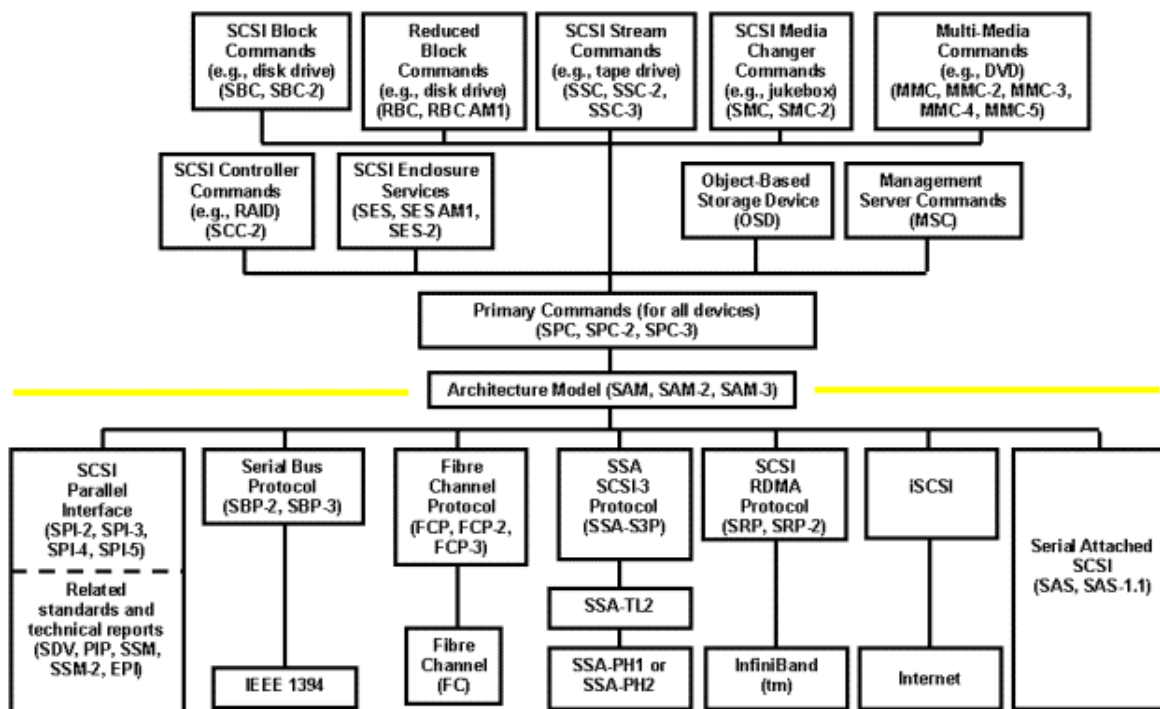 SCSI Block
Commands
(e.g., disk drive)
(SBC, SBC-2)
Reduced
Block
Commands
(e.g., disk drive)
(RBC, RBC AM1)
SCSI Stream
Commands
(e.g., tape drive)
(SSC, SSC-2,
SSC-3)
SCSI Media
Changer
Commands
(e.g., jukebox)
(SMC, SMC-2)
Multi-Media
Commands
(e.g., DVD)
(MMC, MMC-2, MMC-3,
MMC-4, MMC-5)
SCSI Controller
Commands
(e.g., RAID)
(SCC-2)
SCSI Enclosure
Services
(SES, SES AM1,
SES-2)
Object-Based
Storage Device
(OSD)
Management
Server Commands
(MSC)
Primary Commands (for all devices)
(SPC, SPC-2, SPC-3)
Architecture Model (SAM, SAM-2, SAM-3)
SCSI
Parallel
Interface
(SPI-2, SPI-3,
SPI-4, SPI-5)
Related
standards and
technical reports
(SDV, PIP, SSM,
SSM-2, EPI)
Serial Bus
Protocol
(SBP-2, SBP-3)
IEEE 1394
Fibre
Channel
Protocol
(FCP, FCP-2,
FCP-3)
Fibre
Channel
(FC)
SSA
SCSI-3
Protocol
(SSA-S3P)
SSA-TL2
SSA-PH1 or
SSA-PH2
SCSI
RDMA
Protocol
(SRP, SRP-2)
InfiniBand
(tm)
iSCSI
Internet
Serial Attached
SCSI
(SAS, SAS-1.1)